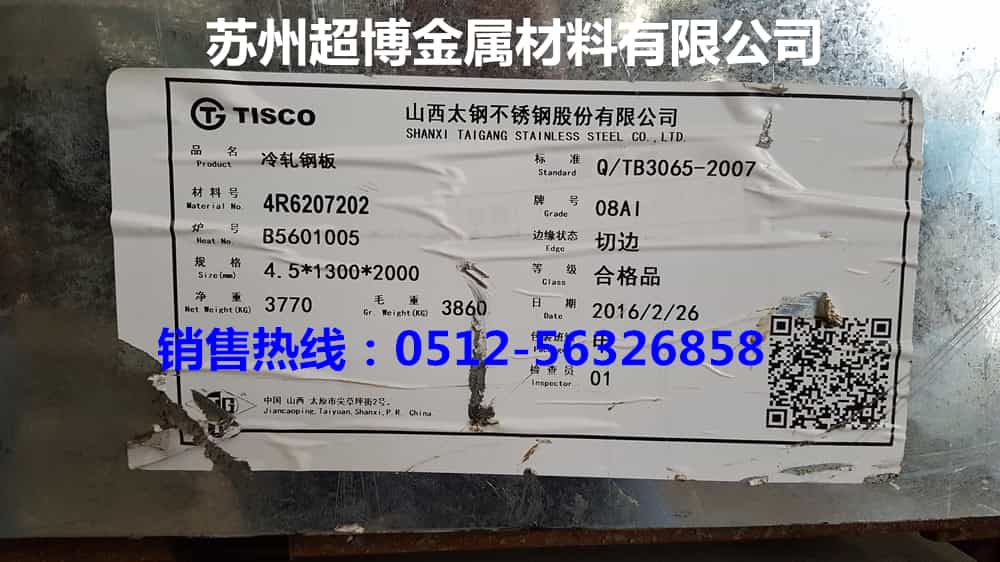 苏州超博金属材料有限公司
TISCO
山西太钢不锈钢股份有限公司
SHANXI TAIGANG STAINLESS STEEL CO.,LTD.
品 名 冷轧钢板 标 准 Q/TB3065-2007
Product Standard
材料号 4R6207202 牌 号 08Al
Material No. Grade
炉 号 B5601005 边缘状态 切边
Heat No. Edge
规 格 4.5*1300*2000 等 级 合格品
Size(mm) Class
净 重 3770 毛 重 3860 日 期 2016/2/26
Net Weight(KG) Gr. Weight(KG) Date
销售热线：0512-56326858
甲
检查员 01
Inspector
中国 山西 太原市尖草坪街2号。
Jiancaoping,Taiyuan,Shanxi,P.R. China